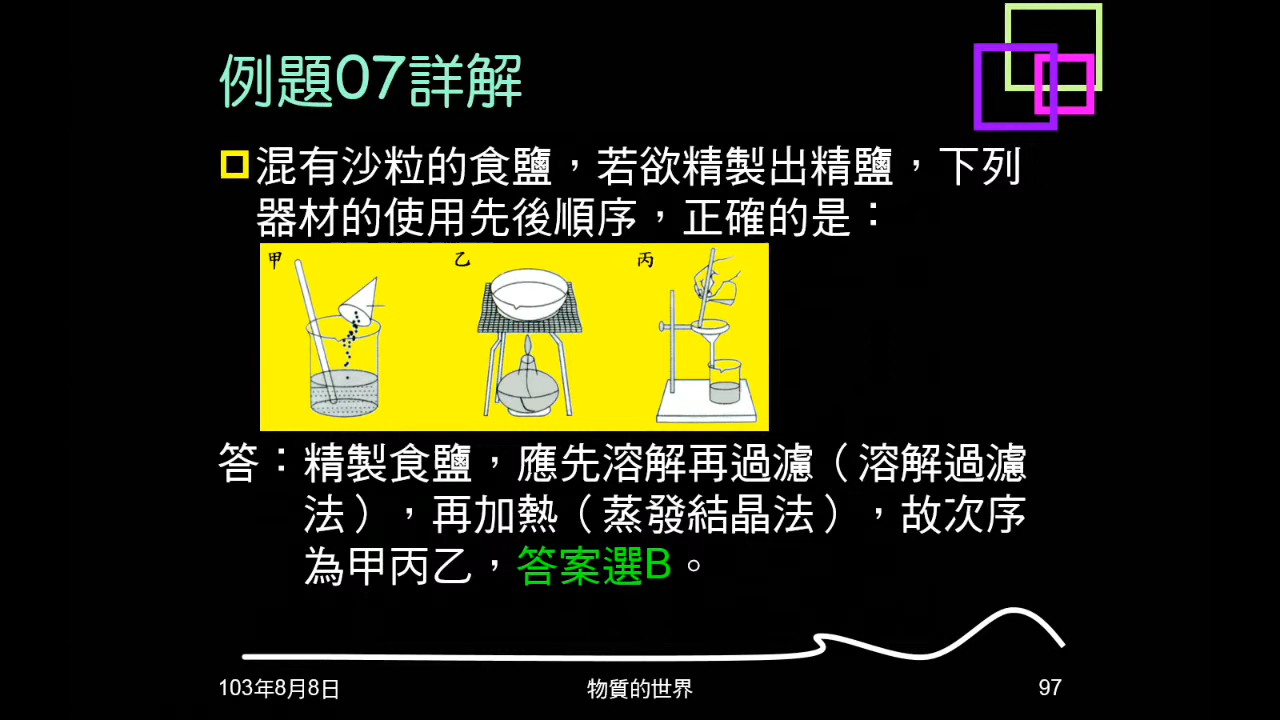 例題07詳解
混有沙粒的食鹽，若欲精製出精鹽，下列
器材的使用先後順序，正確的是：
甲
乙
丙
答：精製食鹽，應先溶解再過濾（溶解過濾
法），再加熱（蒸發結晶法），故次序
為甲丙乙，答案選B。
103年8月8日
物質的世界
97